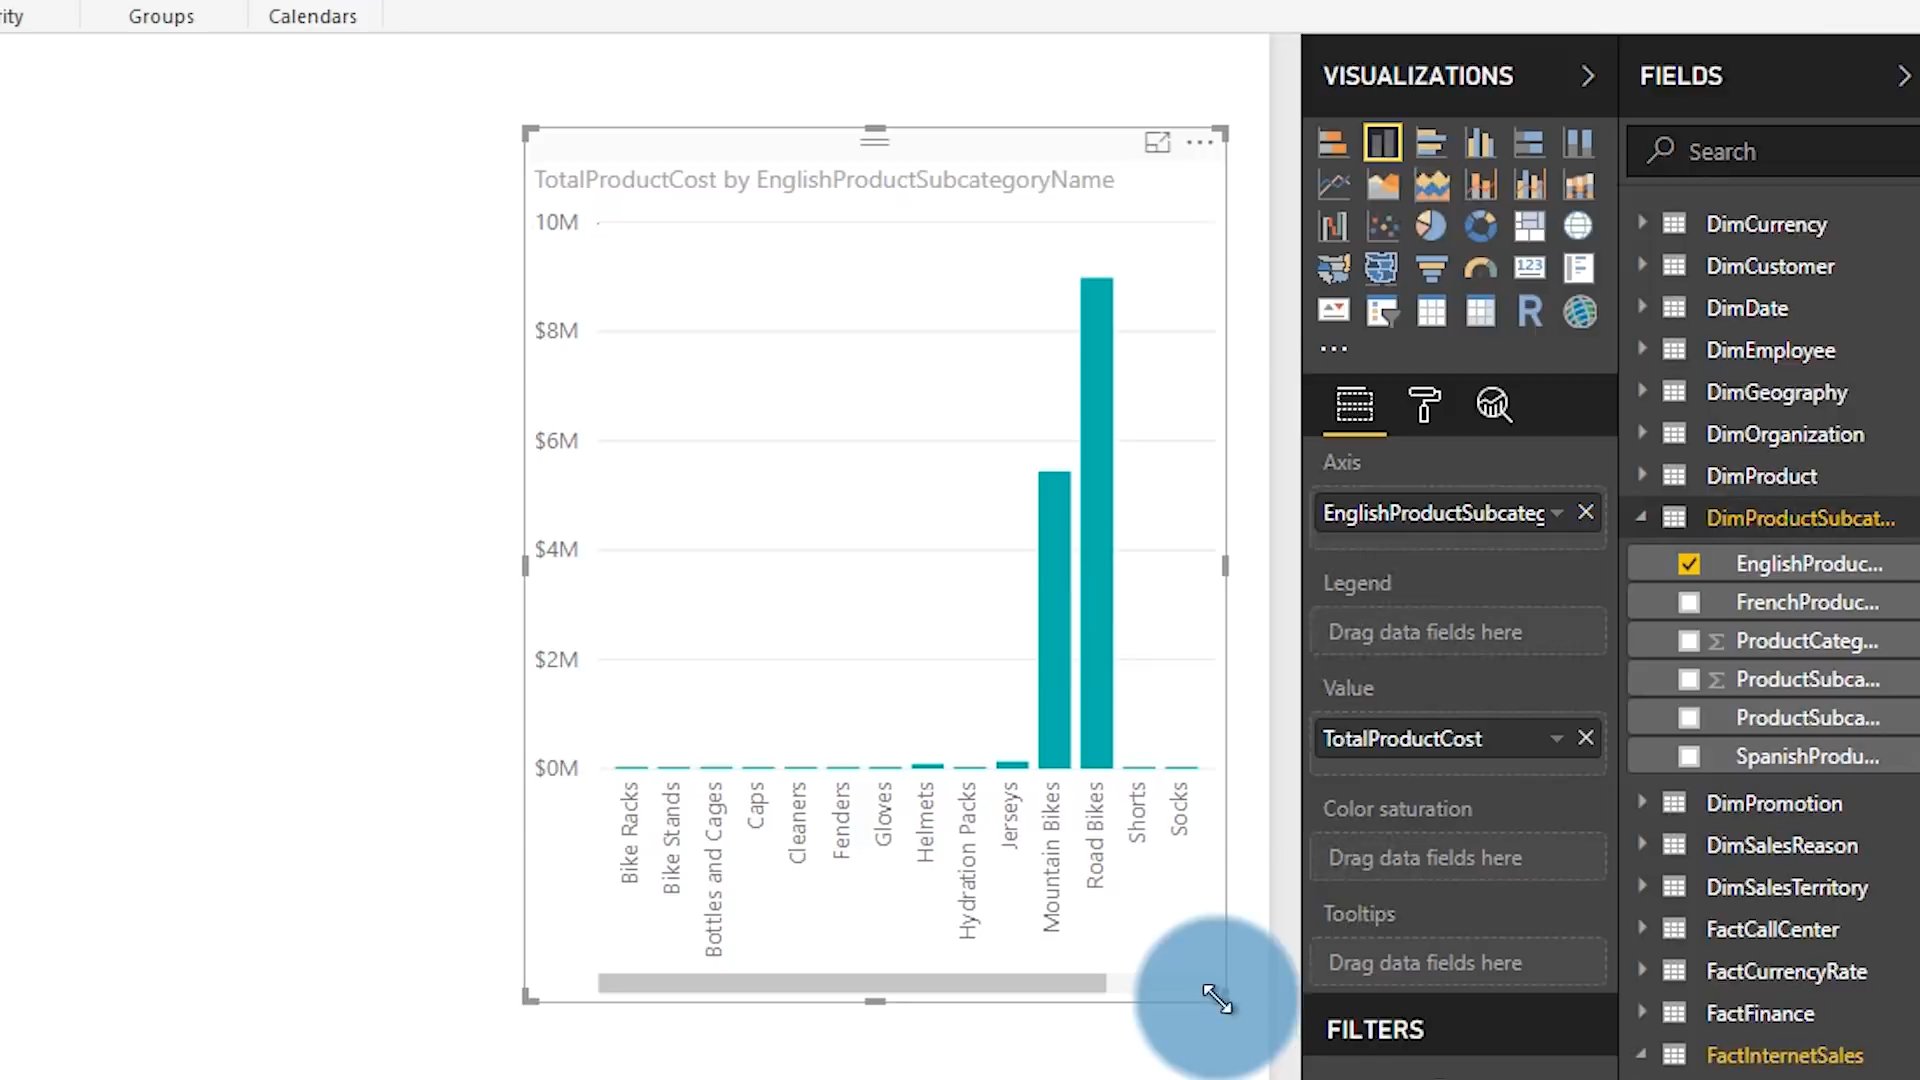 rity
Groups
Calendars
TotalProductCost by EnglishProductSubcategoryName
10M
$8M
$6M
$4M
$2M
$0M
Bike Racks
Bike Stands
Bottles and Cages
Caps
Cleaners
Fenders
Gloves
Helmets
Hydration Packs
Jerseys
Mountain Bikes
Road Bikes
Shorts
Socks
VISUALIZATIONS
123
R
Axis
EnglishProductSubcateg
Legend
Drag data fields here
Value
TotalProductCost
Color saturation
Drag data fields here
Tooltips
Drag data fields here
FILTERS
FIELDS
Search
DimCurrency
DimCustomer
DimDate
DimEmployee
DimGeography
DimOrganization
DimProduct
DimProductSubcat...
EnglishProduc...
FrenchProduc...
ProductCateg...
ProductSubca...
ProductSubca...
SpanishProdu...
DimPromotion
DimSalesReason
DimSalesTerritory
FactCallCenter
FactCurrencyRate
FactFinance
FactInternetSales